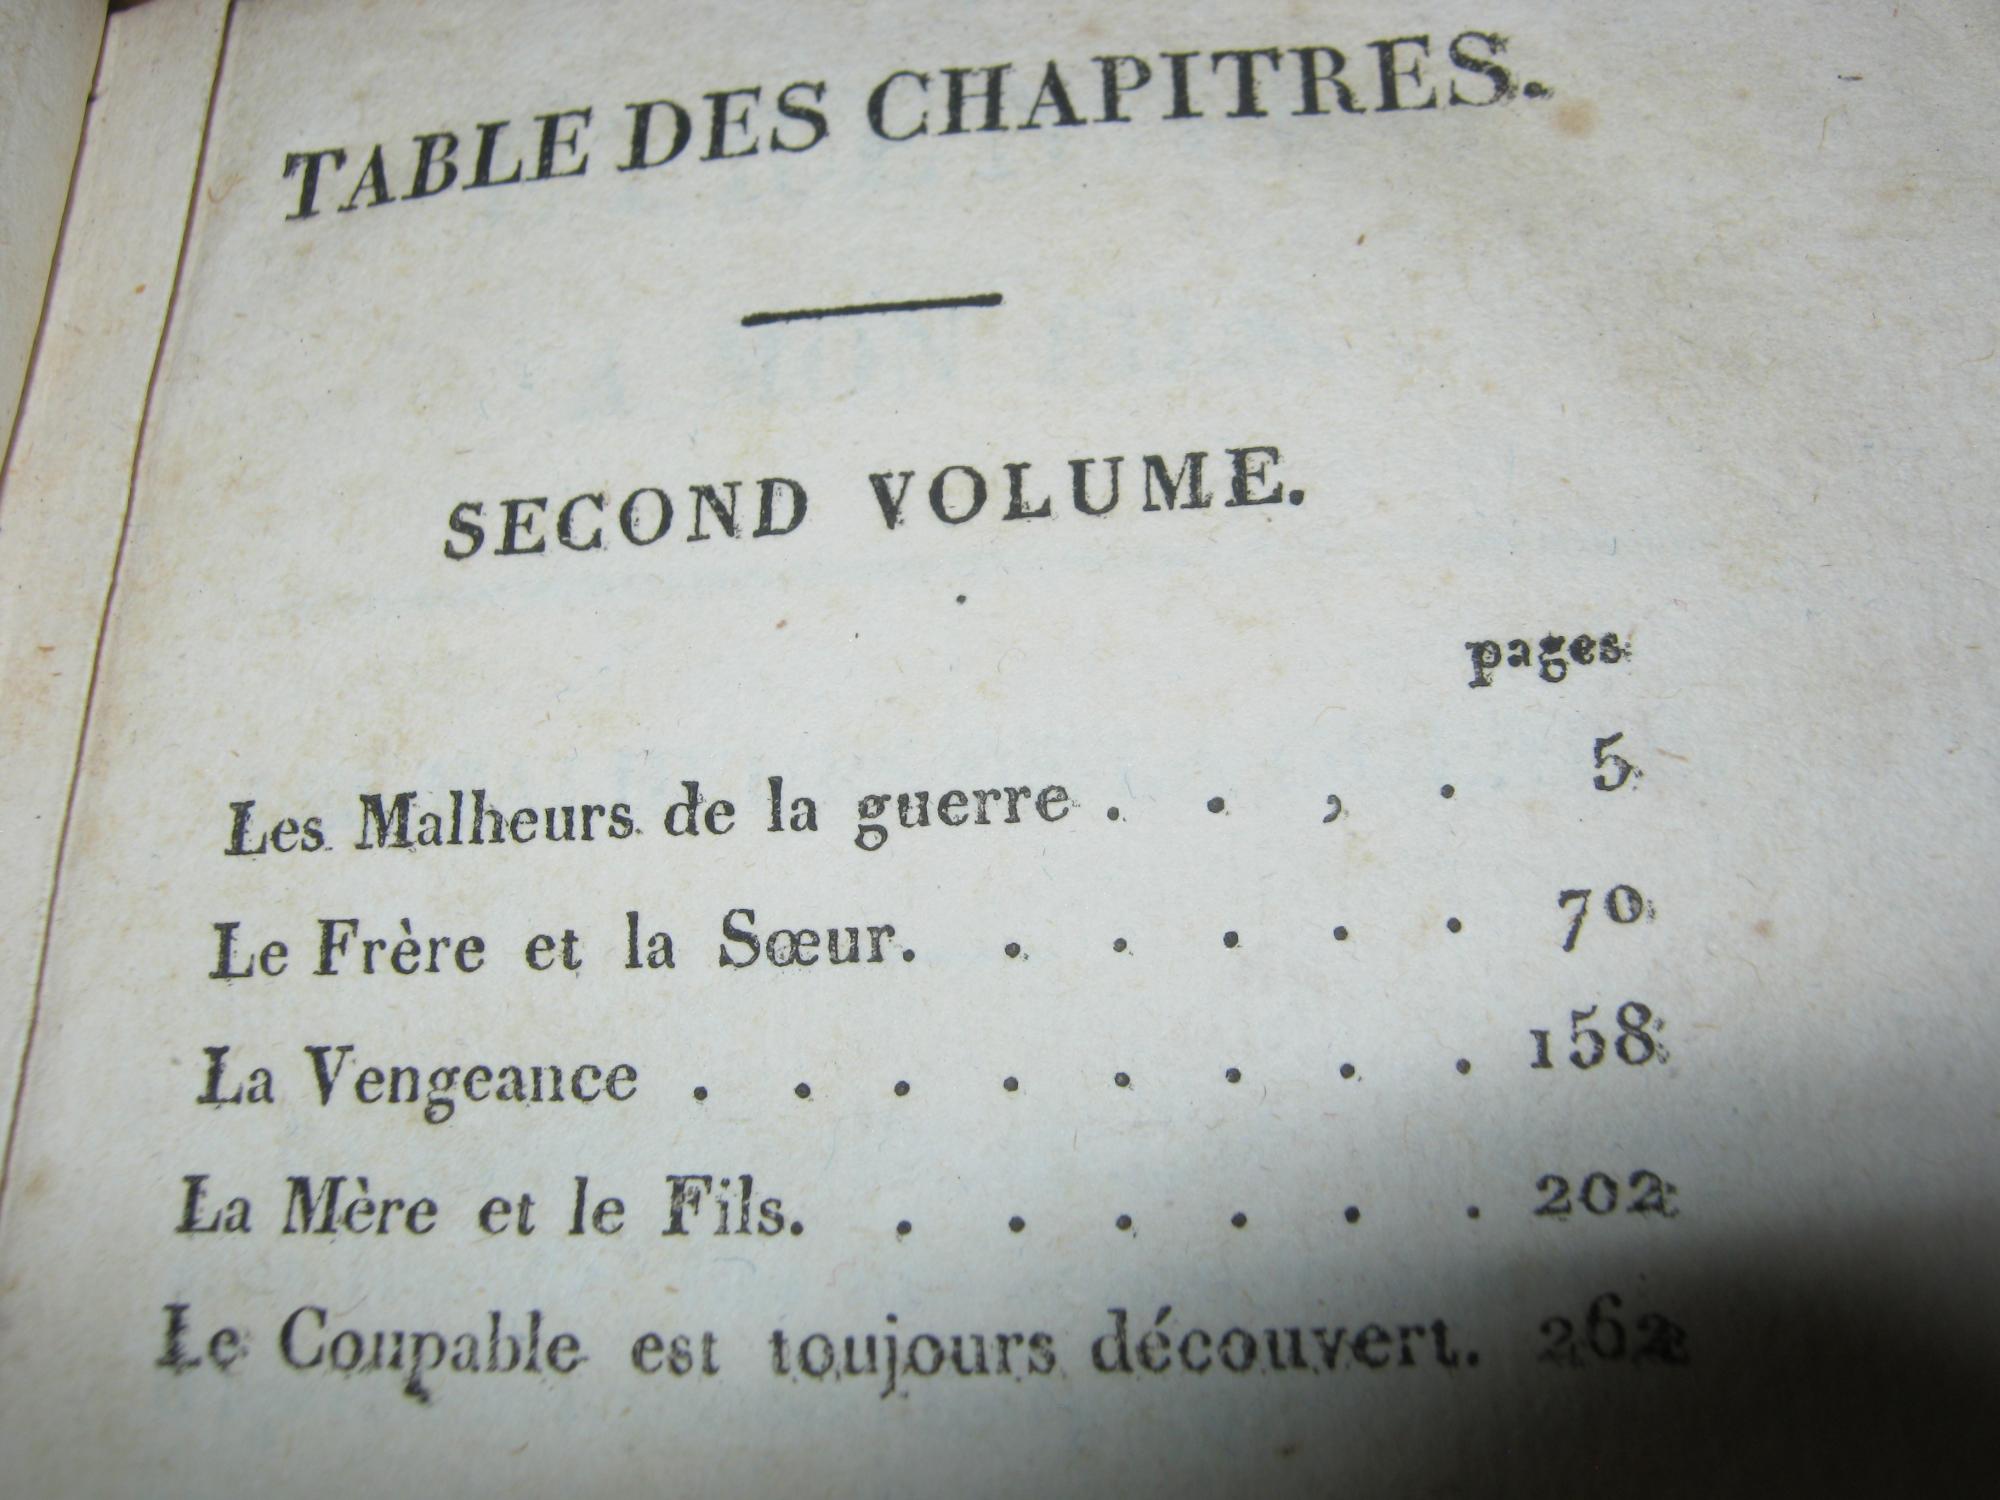 TABLE DES CHAPITRES.
SECOND VOLUME.
pages
Les Malheurs de la guerre . . , . 5
Le Frère et la Sœur. . . . . . 70
La Vengeance . . . . . . . . 158
La Mère et le Fils. . . . . . . 202
Le Coupable est toujours découvert. 262